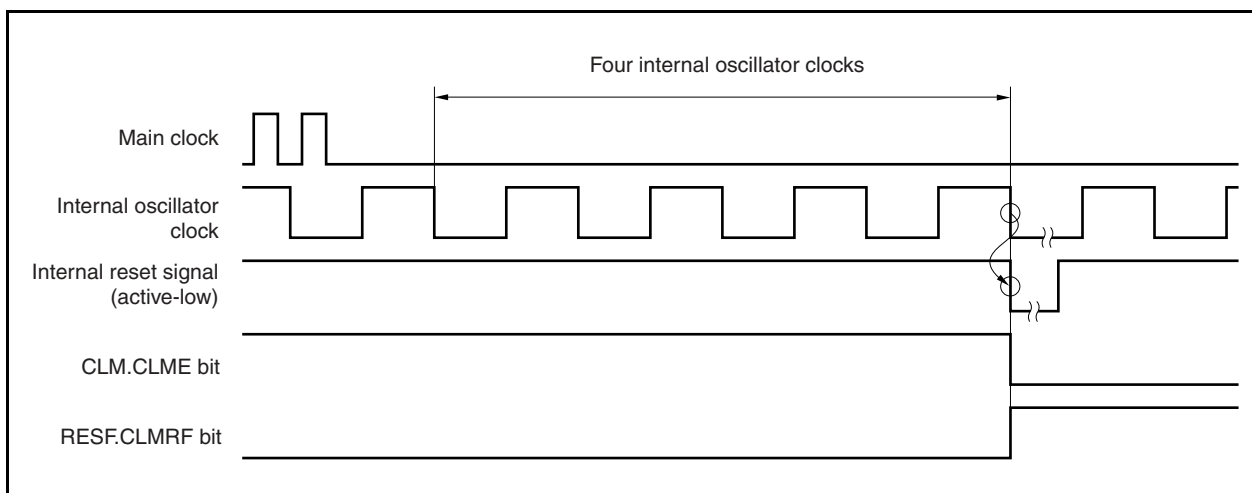 Four internal oscillator clocks
Main clock
Internal oscillator
clock
Internal reset signal
(active-low)
CLM.CLME bit
RESF.CLMRF bit